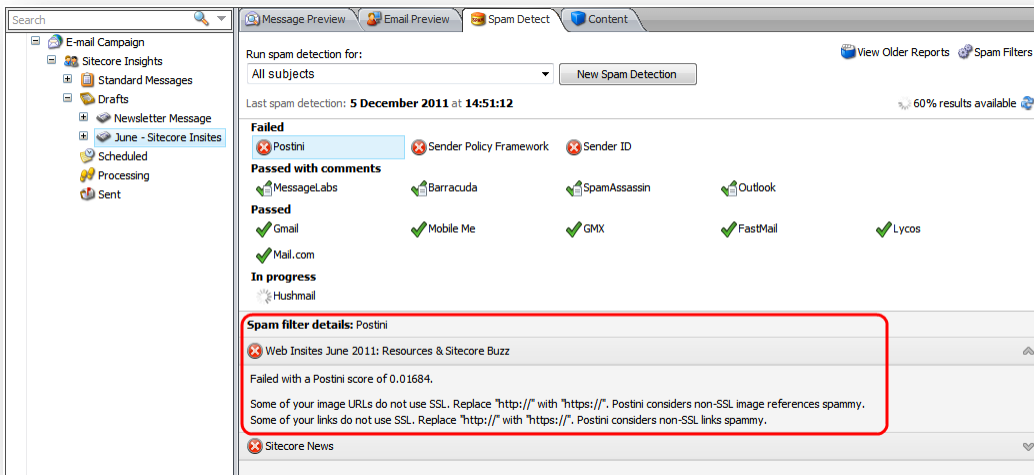 Search
E-mail Campaign
Sitecore Insights
Standard Messages
Drafts
Newsletter Message
June - Sitecore Insites
Scheduled
Processing
Sent
Message Preview
Email Preview
Spam Detect
Content
Run spam detection for:
View Older Reports
Spam Filters
All subjects
New Spam Detection
Last spam detection: 5 December 2011 at 14:51:12
60% results available
Failed
Postini
Sender Policy Framework
Sender ID
Passed with comments
MessageLabs
Barracuda
SpamAssassin
Outlook
Passed
Gmail
Mobile Me
GMX
FastMail
Lycos
Mail.com
In progress
Hushmail
Spam filter details: Postini
Web Insites June 2011: Resources & Sitecore Buzz
Failed with a Postini score of 0.01684.
Some of your image URLs do not use SSL. Replace "http://" with "https://". Postini considers non-SSL image references spammy.
Some of your links do not use SSL. Replace "http://" with "https://". Postini considers non-SSL links spammy.
Sitecore News